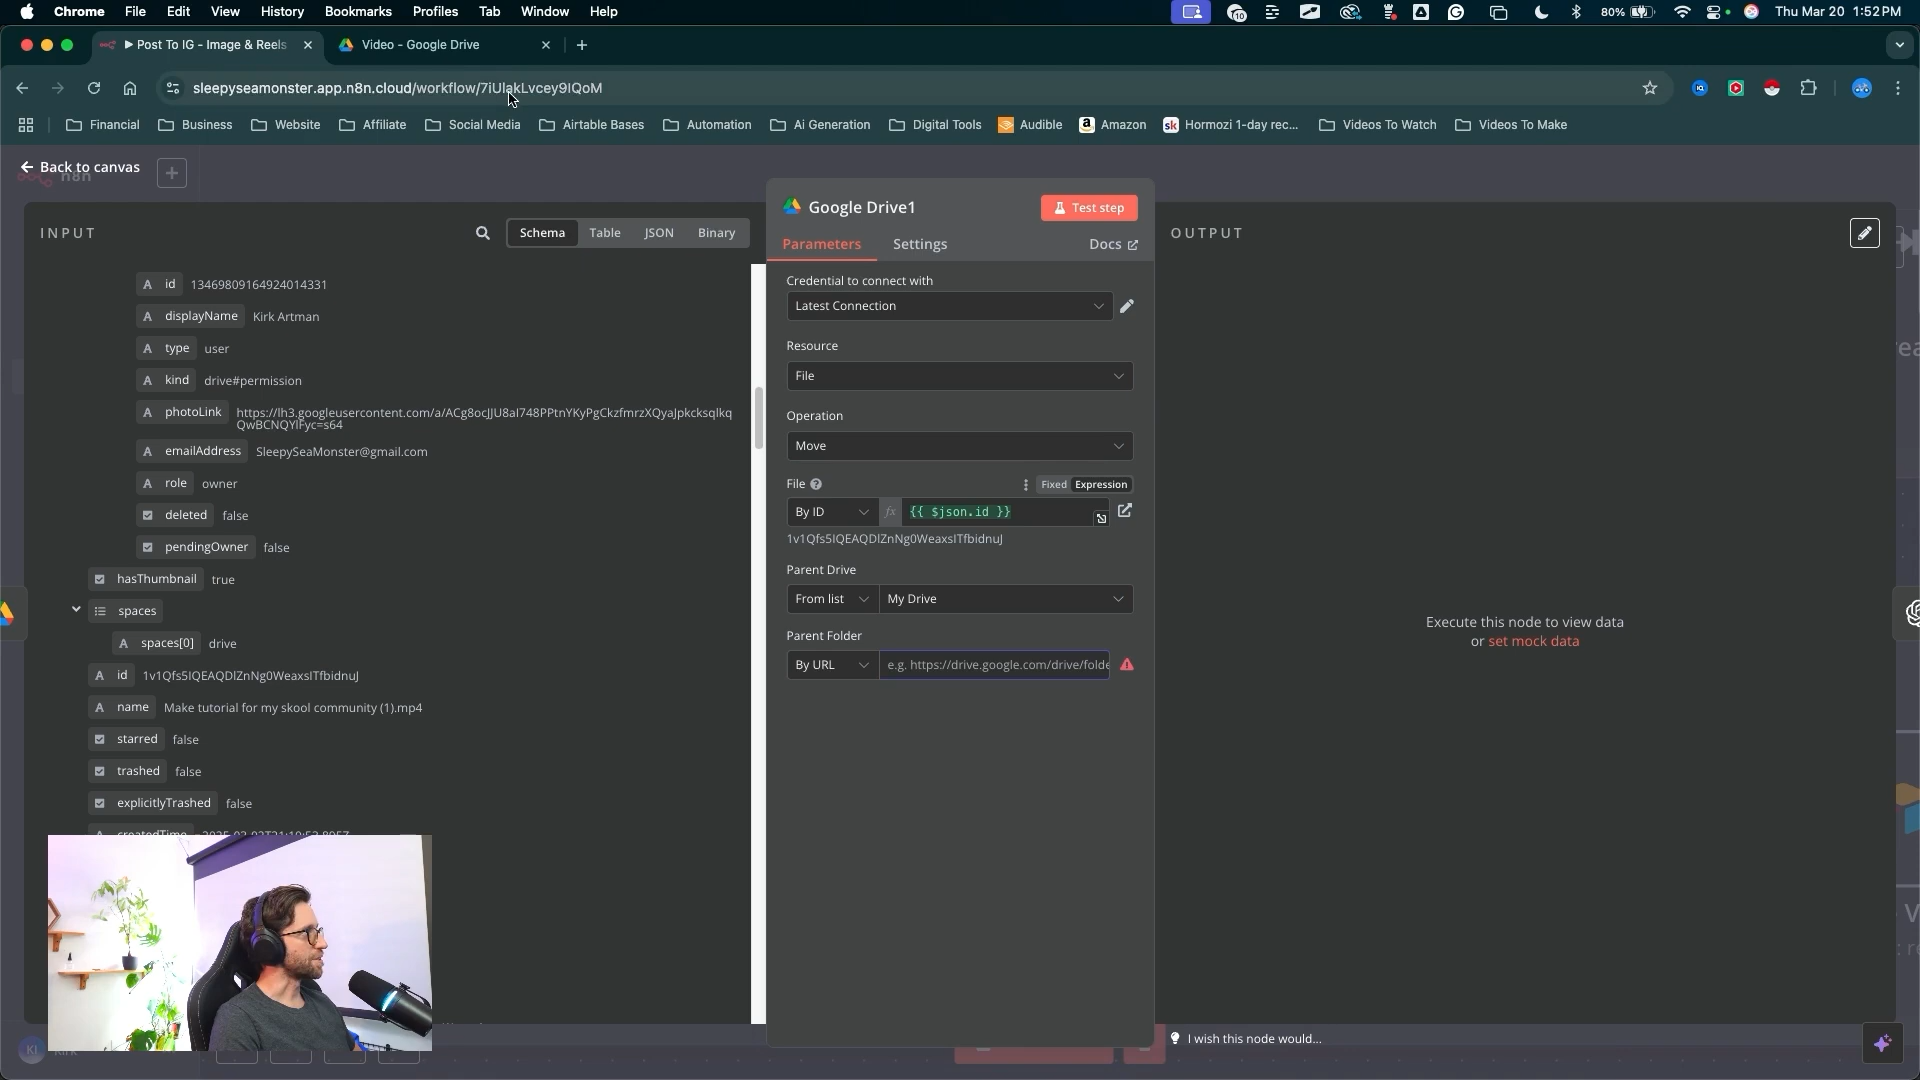 Chrome File Edit View History Bookmarks Profiles Tab Window Help
10
80%
Thu Mar 20 1:52 PM
▶ Post To IG - Image & Reels
Video - Google Drive
sleepyseamonster.app.n8n.cloud/workflow/7iUlakLvcey9IQoM
Financial Business Website Affiliate Social Media Airtable Bases Automation Ai Generation Digital Tools Audible Amazon Hormozi 1-day rec... Videos To Watch Videos To Make
Back to canvas
n8n
INPUT
Schema Table JSON Binary
A id 13469809164924014331
A displayName Kirk Artman
A type user
A kind drive#permission
A photoLink https://lh3.googleusercontent.com/a/ACg8ocJJU8aI748PPtnYKyPgCkzfmrzXQyaJpkcksqlkq
QwBCNQYlFyc=s64
A emailAddress SleepySeaMonster@gmail.com
A role owner
deleted false
pendingOwner false
hasThumbnail true
spaces
A spaces[0] drive
A id 1v1Qfs5IQEAQDlZnNg0WeaxsITfbidnuJ
A name Make tutorial for my skool community (1).mp4
starred false
trashed false
explicitlyTrashed false
Google Drive1
Test step
Parameters Settings Docs
Credential to connect with
Latest Connection
Resource
File
Operation
Move
File
Fixed Expression
By ID
fx
{{ $json.id }}
1v1Qfs5IQEAQDlZnNg0WeaxsITfbidnuJ
Parent Drive
From list
My Drive
Parent Folder
By URL
e.g. https://drive.google.com/drive/folde
OUTPUT
Execute this node to view data
or set mock data
I wish this node would...